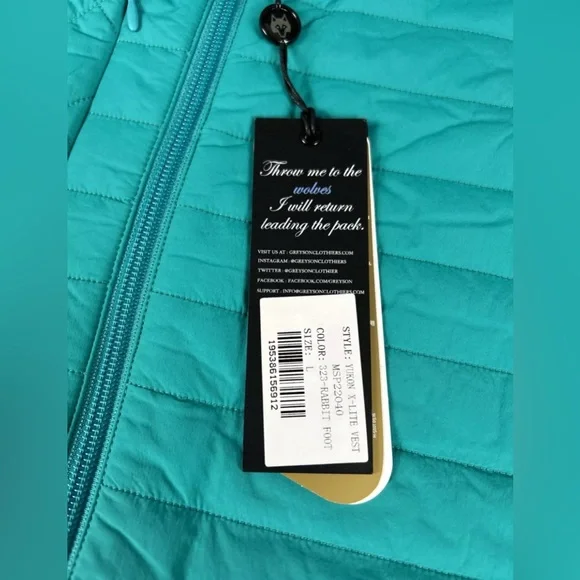 Throw me to the
wolves
I will return
leading the pack.
VISIT US AT : GREYSONCLOTHIERS.COM
INSTAGRAM : @GREYSONCLOTHIERS
TWITTER : @GREYSONCLOTHIER
FACEBOOK : FACEBOOK.COM/GREYSON
SUPPORT : INFO@GREYSONCLOTHIERS.COM
STYLE: YUKON X-LITE VEST
MSP22040
COLOR: 323-RABBIT FOOT
SIZE: L
195386156912